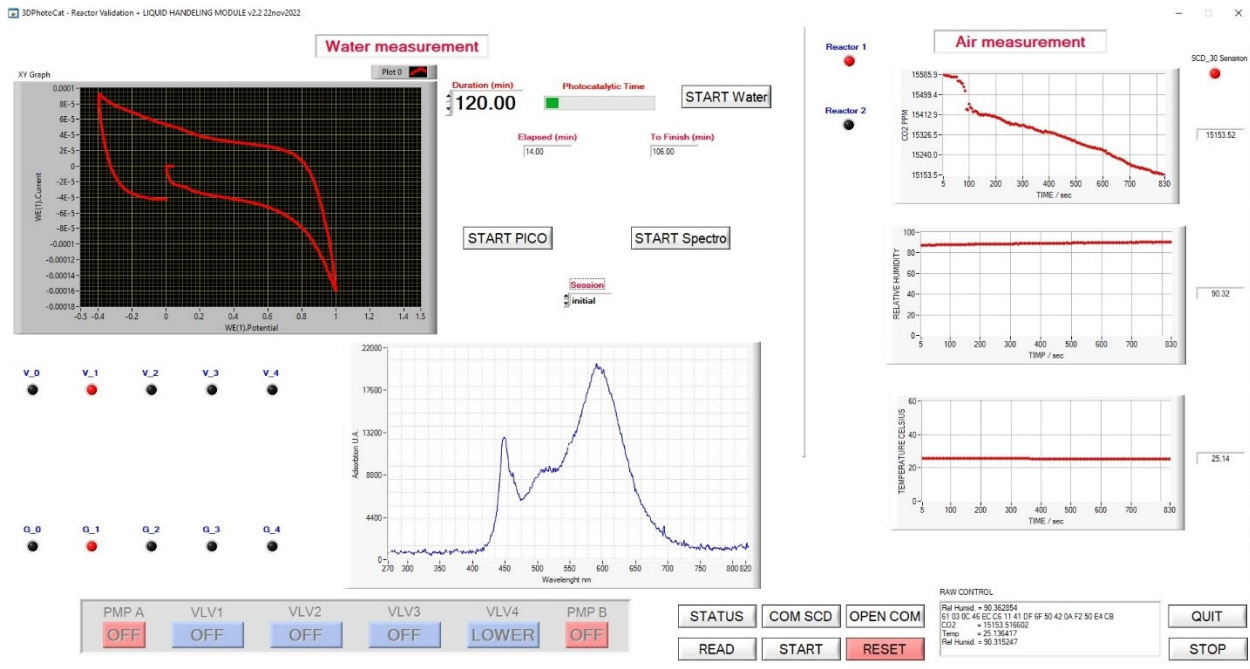 3DPhotoCat - Reactor Validation + LIQUID HANDELING MODULE v2.2 22nov2022
Water measurement
XY Graph
Plot 0
0.0001
8E-5
6E-5
4E-5
2E-5
0
-2E-5
-4E-5
-6E-5
-8E-5
-0.0001
-0.00012
-0.00014
-0.00016
-0.00018
WE(1).Current
-0.5 -0.4 -0.2 0 0.2 0.4 0.6 0.8 1 1.2 1.4 1.5
WE(1).Potential
Duration (min)
120.00
Photocatalytic Time
START Water
Elapsed (min)
14.00
To Finish (min)
106.00
START PICO
START Spectro
Session
initial
V_0 V_1 V_2 V_3 V_4
G_0 G_1 G_2 G_3 G_4
22000
17600
13200
8800
4400
0
Adsorbtion U.A.
270 300 350 400 450 500 550 600 650 700 750 800 820
Wavelenght nm
Reactor 1
Reactor 2
Air measurement
SCD_30 Sensirion
15585.9
15499.4
15412.9
15326.5
15240.0
15153.5
CO2 PPM
5 100 200 300 400 500 600 700 830
TIME / sec
15153.52
100
80
60
40
20
0
RELATIVE HUMIDITY
5 100 200 300 400 500 600 700 830
TIMP / sec
90.32
60
40
20
0
TEMPERATURE CELSIUS
5 100 200 300 400 500 600 700 830
TIME / sec
25.14
PMP A VLV1 VLV2 VLV3 VLV4 PMP B
OFF OFF OFF OFF LOWER OFF
STATUS COM SCD OPEN COM
READ START RESET
RAW CONTROL
Rel Humid. = 90.362854
61 03 0C 46 EC C6 11 41 DF 6F 50 42 0A F2 50 E4 CB
CO2 = 15153.516602
Temp = 25.136417
Rel Humid. = 90.315247
QUIT
STOP